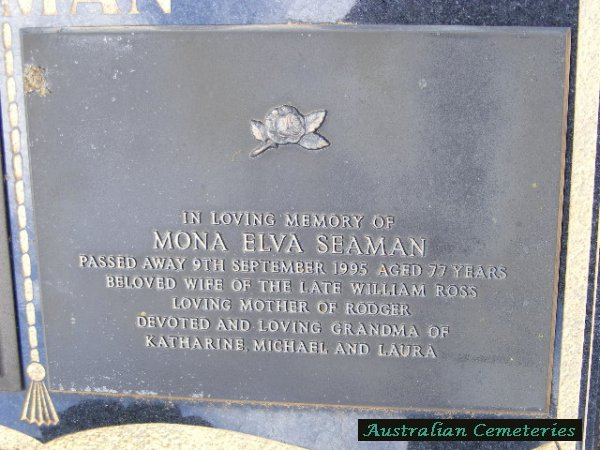 MAN
IN LOVING MEMORY OF
MONA ELVA SEAMAN
PASSED AWAY 9TH SEPTEMBER 1995 AGED 77 YEARS
BELOVED WIFE OF THE LATE WILLIAM ROSS
LOVING MOTHER OF RODGER
DEVOTED AND LOVING GRANDMA OF
KATHARINE, MICHAEL AND LAURA
Australian Cemeteries